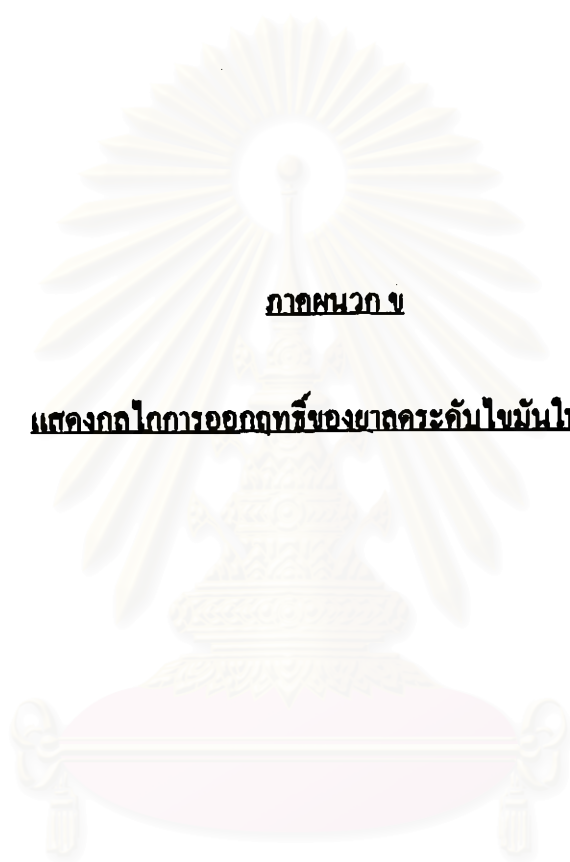 ภาคผนวก ข
แสดงกลไกการออกฤทธิ์ของยาลดระดับไขมันใน